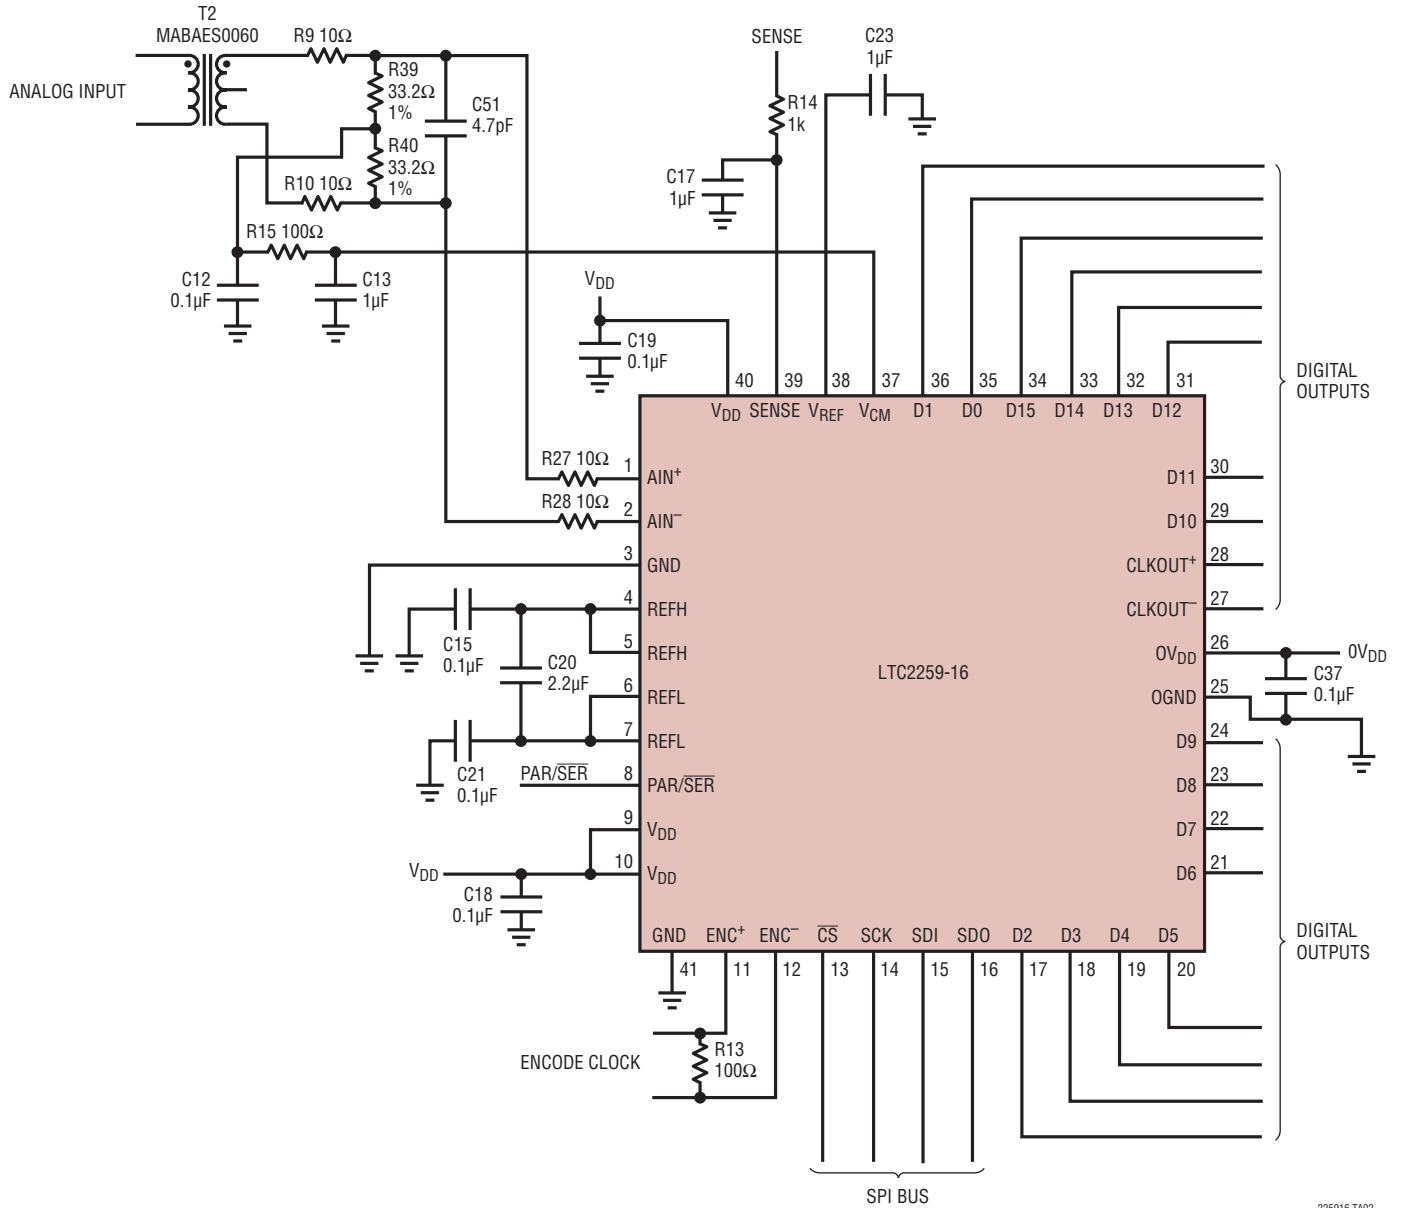 T2
MABAES0060
ANALOG INPUT
R9 10Ω
R39
33.2Ω
1%
C51
4.7pF
R40
33.2Ω
1%
R10 10Ω
R15 100Ω
C12
0.1µF
C13
1µF
SENSE
R14
1k
C17
1µF
C23
1µF
VDD
C19
0.1µF
40 39 38 37 36 35 34 33 32 31
VDD SENSE VREF VCM D1 D0 D15 D14 D13 D12
DIGITAL
OUTPUTS
R27 10Ω
1
AIN+
R28 10Ω
2
AIN–
3
GND
4
REFH
5
REFH
6
REFL
7
REFL
PAR/SER
8
PAR/SER
9
VDD
VDD
10
VDD
C15
0.1µF
C20
2.2µF
C21
0.1µF
C18
0.1µF
LTC2259-16
D11
30
D10
29
CLKOUT+
28
CLKOUT–
27
OVDD
26
0VDD
C37
0.1µF
OGND
25
D9
24
D8
23
D7
22
D6
21
GND ENC+ ENC– CS SCK SDI SDO D2 D3 D4 D5
41 11 12 13 14 15 16 17 18 19 20
DIGITAL
OUTPUTS
ENCODE CLOCK
R13
100Ω
SPI BUS
225916 TA02